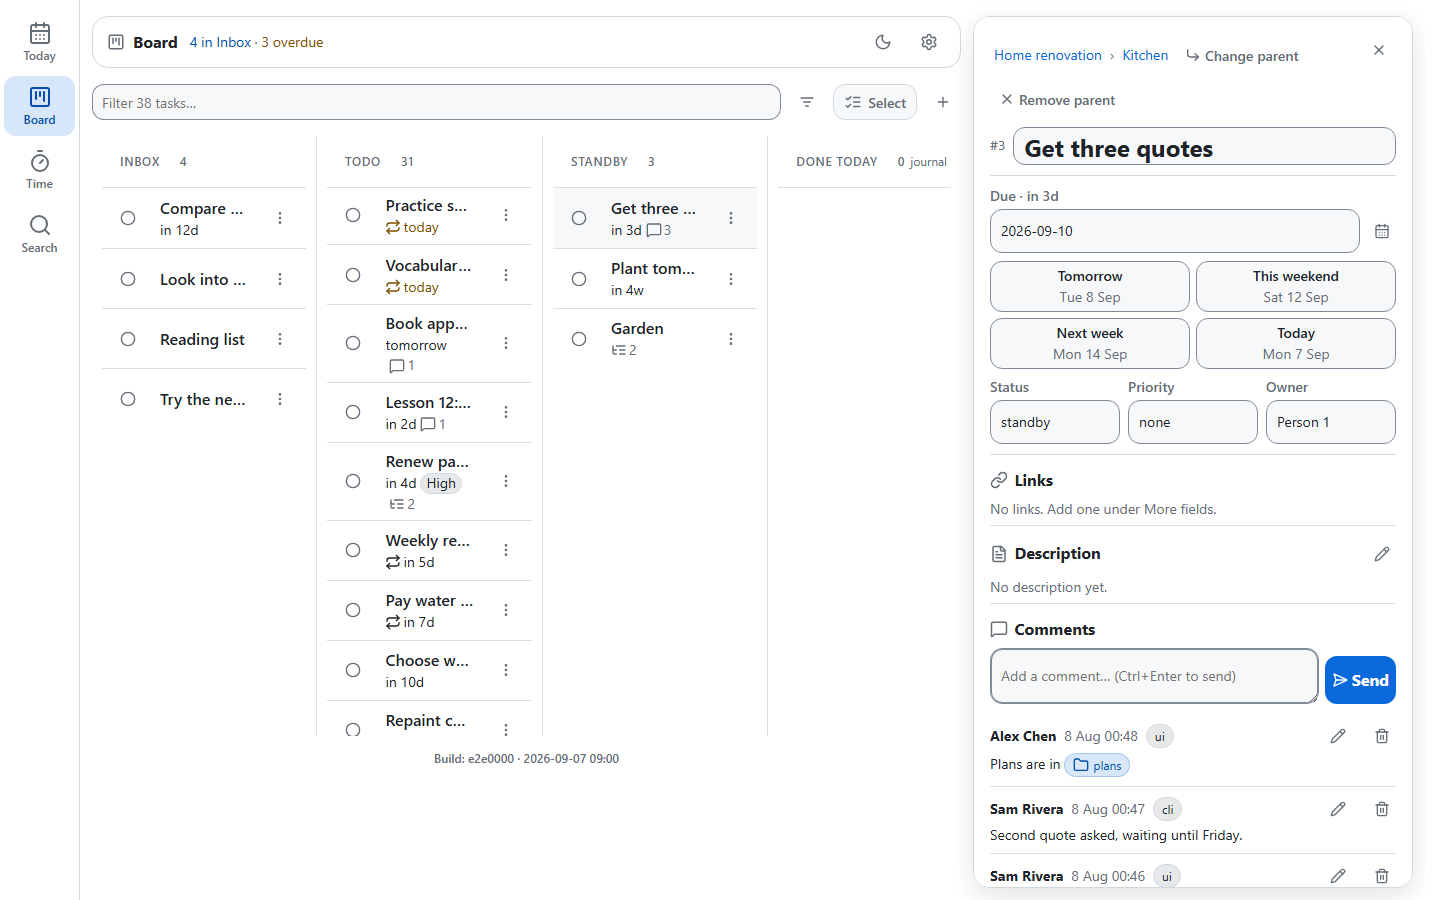 Today
Board
Time
Search
Board 4 in Inbox · 3 overdue
Filter 38 tasks...
Select
INBOX 4
Compare ...
in 12d
Look into ...
Reading list
Try the ne...
TODO 31
Practice s...
today
Vocabular...
today
Book app...
tomorrow
1
Lesson 12:...
in 2d 1
Renew pa...
in 4d High
2
Weekly re...
in 5d
Pay water ...
in 7d
Choose w...
in 10d
Repaint c...
STANDBY 3
Get three ...
in 3d 3
Plant tom...
in 4w
Garden
2
DONE TODAY 0 journal
Build: e2e0000 · 2026-09-07 09:00
Home renovation › Kitchen Change parent
Remove parent
#3 Get three quotes
Due · in 3d
2026-09-10
Tomorrow
Tue 8 Sep
This weekend
Sat 12 Sep
Next week
Mon 14 Sep
Today
Mon 7 Sep
Status Priority Owner
standby none Person 1
Links
No links. Add one under More fields.
Description
No description yet.
Comments
Add a comment... (Ctrl+Enter to send)
Send
Alex Chen 8 Aug 00:48 ui
Plans are in plans
Sam Rivera 8 Aug 00:47 cli
Second quote asked, waiting until Friday.
Sam Rivera 8 Aug 00:46 ui